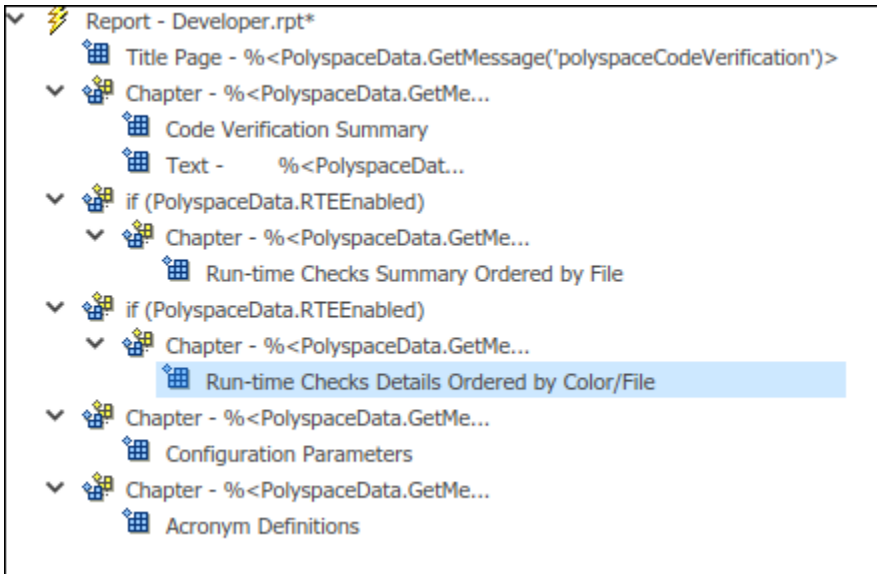 Report - Developer.rpt*
Title Page - %<PolyspaceData.GetMessage('polyspaceCodeVerification')>
Chapter - %<PolyspaceData.GetMe...
Code Verification Summary
Text - %<PolyspaceDat...
if (PolyspaceData.RTEEnabled)
Chapter - %<PolyspaceData.GetMe...
Run-time Checks Summary Ordered by File
if (PolyspaceData.RTEEnabled)
Chapter - %<PolyspaceData.GetMe...
Run-time Checks Details Ordered by Color/File
Chapter - %<PolyspaceData.GetMe...
Configuration Parameters
Chapter - %<PolyspaceData.GetMe...
Acronym Definitions